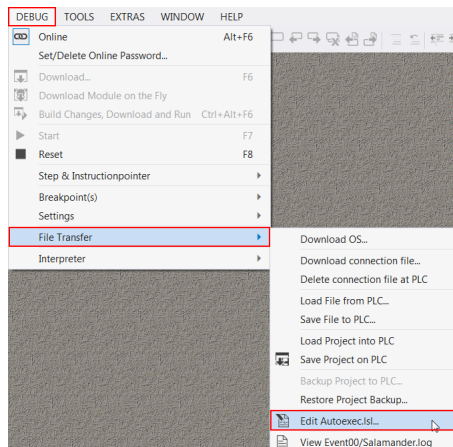 DEBUG TOOLS EXTRAS WINDOW HELP
Online Alt+F6
Set/Delete Online Password...
Download... F6
Download Module on the Fly
Build Changes, Download and Run Ctrl+Alt+F6
Start F7
Reset F8
Step & Instructionpointer
Breakpoint(s)
Settings
File Transfer
Interpreter
Download OS...
Download connection file...
Delete connection file at PLC
Load File from PLC...
Save File to PLC...
Load Project into PLC
Save Project on PLC
Backup Project to PLC...
Restore Project Backup...
Edit Autoexec.lsl...
View Event00/Salamander.log